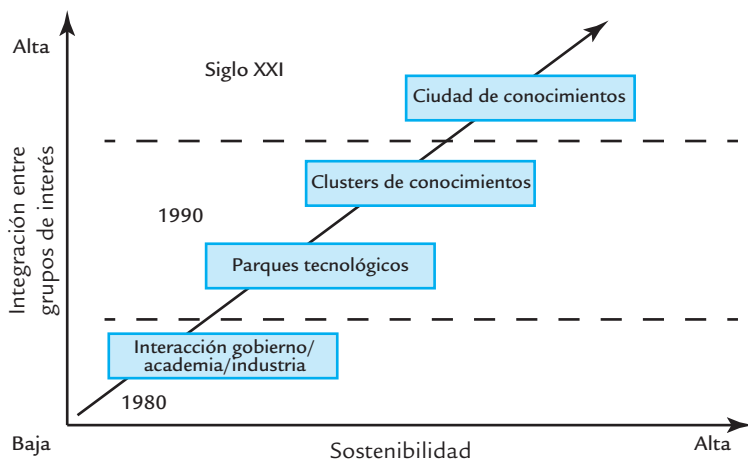 Alta
Siglo XXI
Ciudad de conocimientos
Clusters de conocimientos
1990
Parques tecnológicos
Interacción gobierno/
academia/industria
1980
Integración entre
grupos de interés
Baja
Sostenibilidad
Alta